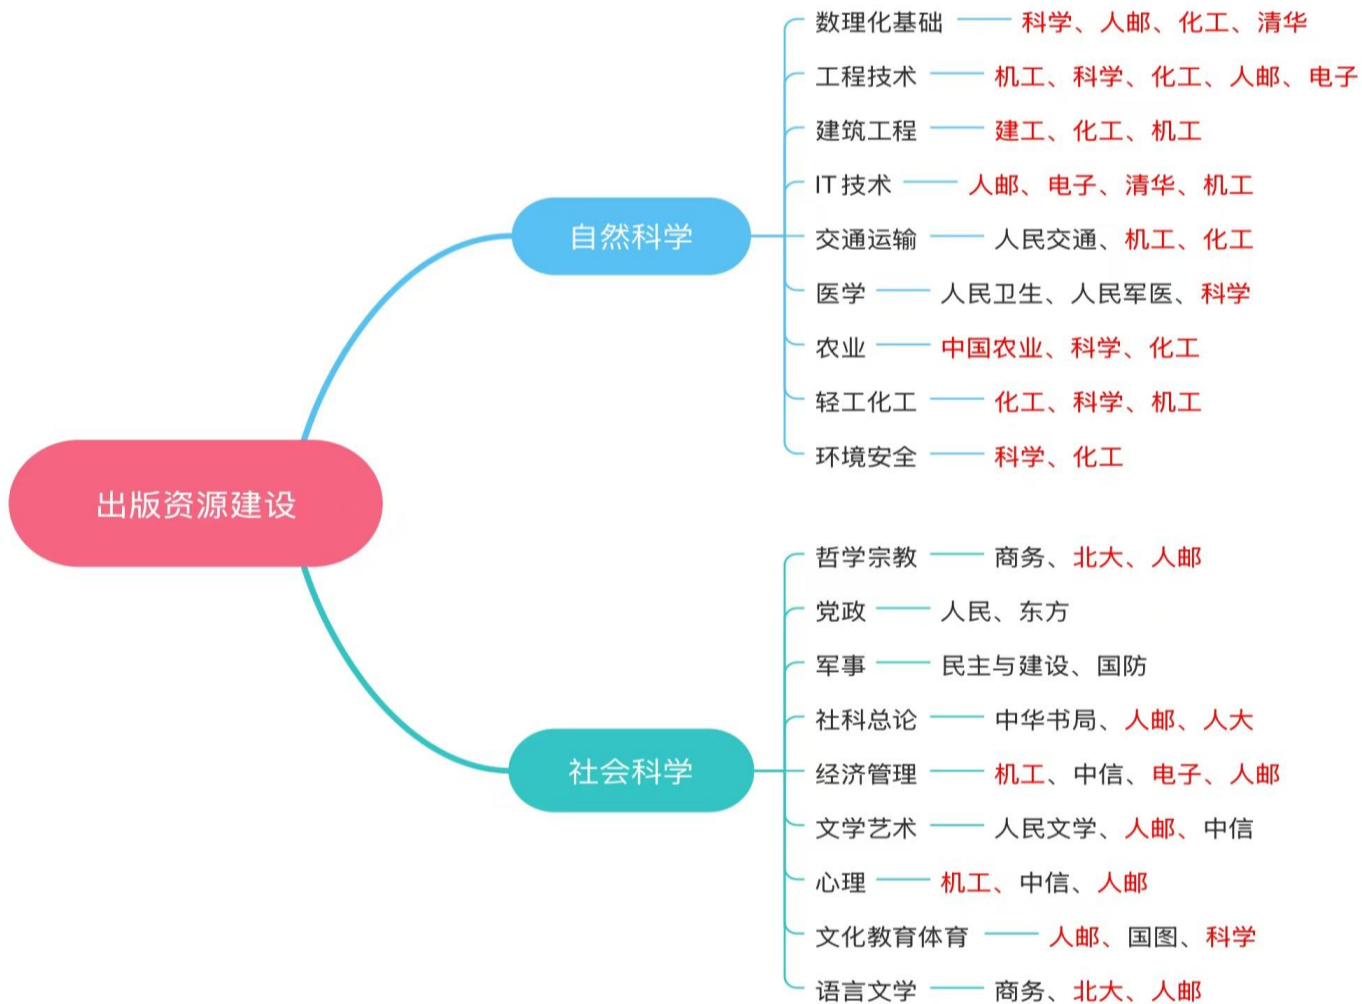 出版资源建设
自然科学
数理化基础 科学、人邮、化工、清华
工程技术 机工、科学、化工、人邮、电子
建筑工程 建工、化工、机工
IT技术 人邮、电子、清华、机工
交通运输 人民交通、机工、化工
医学 人民卫生、人民军医、科学
农业 中国农业、科学、化工
轻工化工 化工、科学、机工
环境安全 科学、化工
社会科学
哲学宗教 商务、北大、人邮
党政 人民、东方
军事 民主与建设、国防
社科总论 中华书局、人邮、人大
经济管理 机工、中信、电子、人邮
文学艺术 人民文学、人邮、中信
心理 机工、中信、人邮
文化教育体育 人邮、国图、科学
语言文学 商务、北大、人邮